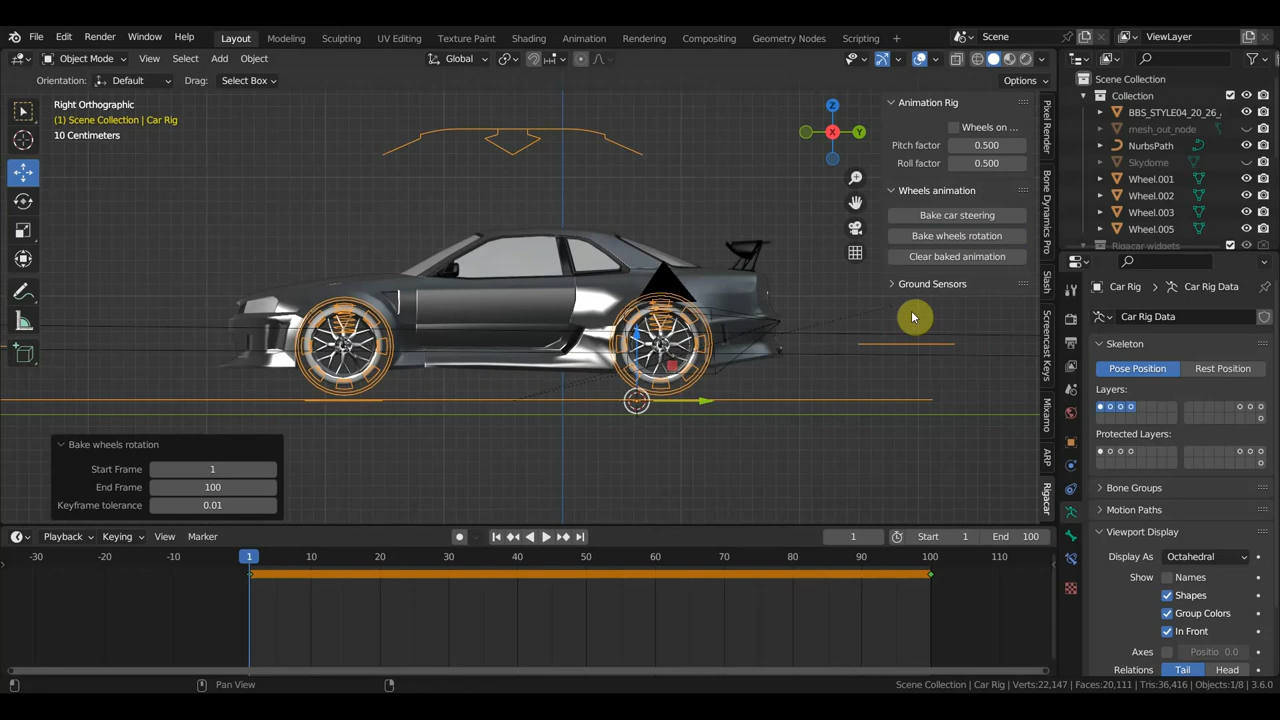 File Edit Render Window Help Layout Modeling Sculpting UV Editing Texture Paint Shading Animation Rendering Compositing Geometry Nodes Scripting + Scene ViewLayer
Object Mode View Select Add Object Global Options
Orientation: Default Drag: Select Box
Right Orthographic
(1) Scene Collection | Car Rig
10 Centimeters
Z
Y
X
Animation Rig
Wheels on ...
Pitch factor 0.500
Roll factor 0.500
Wheels animation
Bake car steering
Bake wheels rotation
Clear baked animation
Ground Sensors
Pixel Render
Bone Dynamics Pro
Slash
Screencast Keys
Mixamo
ARP
Rigacar
Scene Collection
Collection
BBS_STYLE04_20_26_
mesh_out_node
NurbsPath
Skydome
Wheel.001
Wheel.002
Wheel.003
Wheel.005
Rigacar widgets
Car Rig Car Rig Data
Car Rig Data
Skeleton
Pose Position Rest Position
Layers:
Protected Layers:
Bone Groups
Motion Paths
Viewport Display
Display As Octahedral
Show Names
Shapes
Group Colors
In Front
Axes Positio 0.0
Relations Tail Head
Bake wheels rotation
Start Frame 1
End Frame 100
Keyframe tolerance 0.01
Playback Keying View Marker 1 Start 1 End 100
-30 -20 -10 1 10 20 30 40 50 60 70 80 90 100 110
Pan View
Scene Collection | Car Rig | Verts:22,147 | Faces:20,111 | Tris:36,416 | Objects:1/8 | 3.6.0